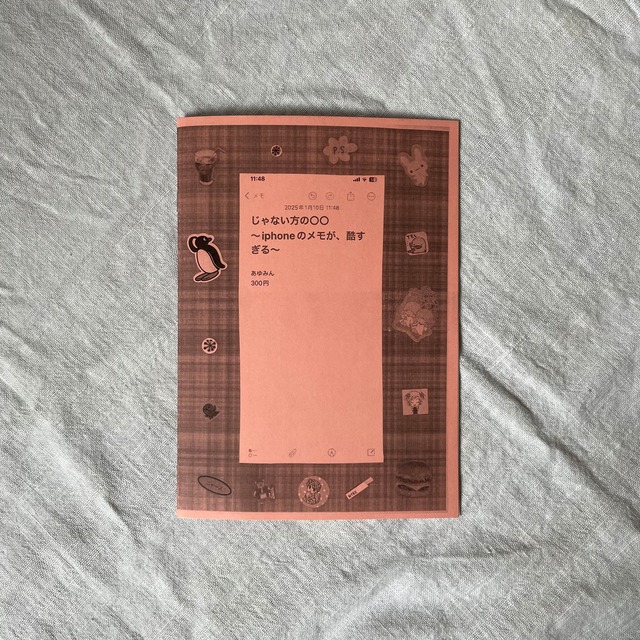 P.S.
11:48
メモ
2025年1月10日 11:48
じゃない方の〇〇
〜iphoneのメモが、酷す
ぎる〜
あゆみん
300円